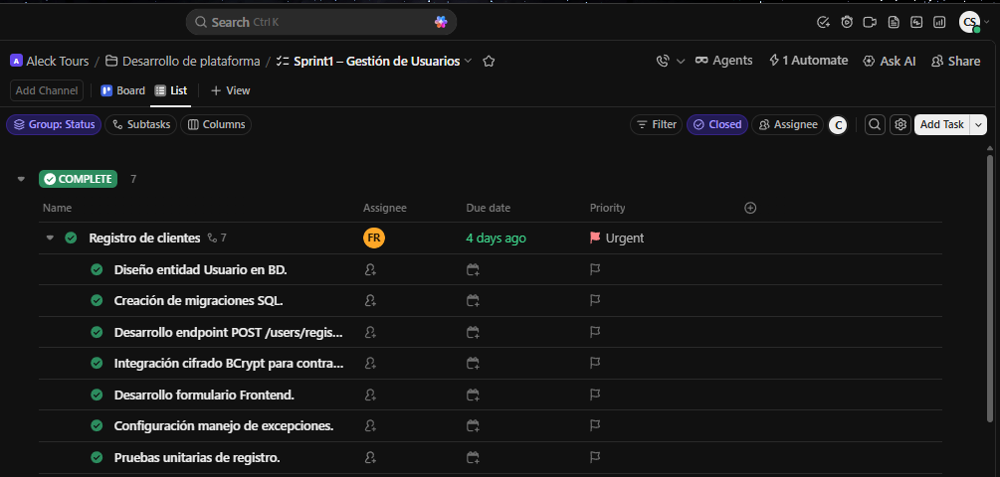 Search Ctrl K
CS
A Aleck Tours / Desarrollo de plataforma / Sprint1 – Gestión de Usuarios
Agents 1 Automate Ask AI Share
Add Channel Board List + View
Group: Status Subtasks Columns Filter Closed Assignee C Add Task
COMPLETE 7
Name Assignee Due date Priority
Registro de clientes 7 FR 4 days ago Urgent
Diseño entidad Usuario en BD.
Creación de migraciones SQL.
Desarrollo endpoint POST /users/regis...
Integración cifrado BCrypt para contra...
Desarrollo formulario Frontend.
Configuración manejo de excepciones.
Pruebas unitarias de registro.